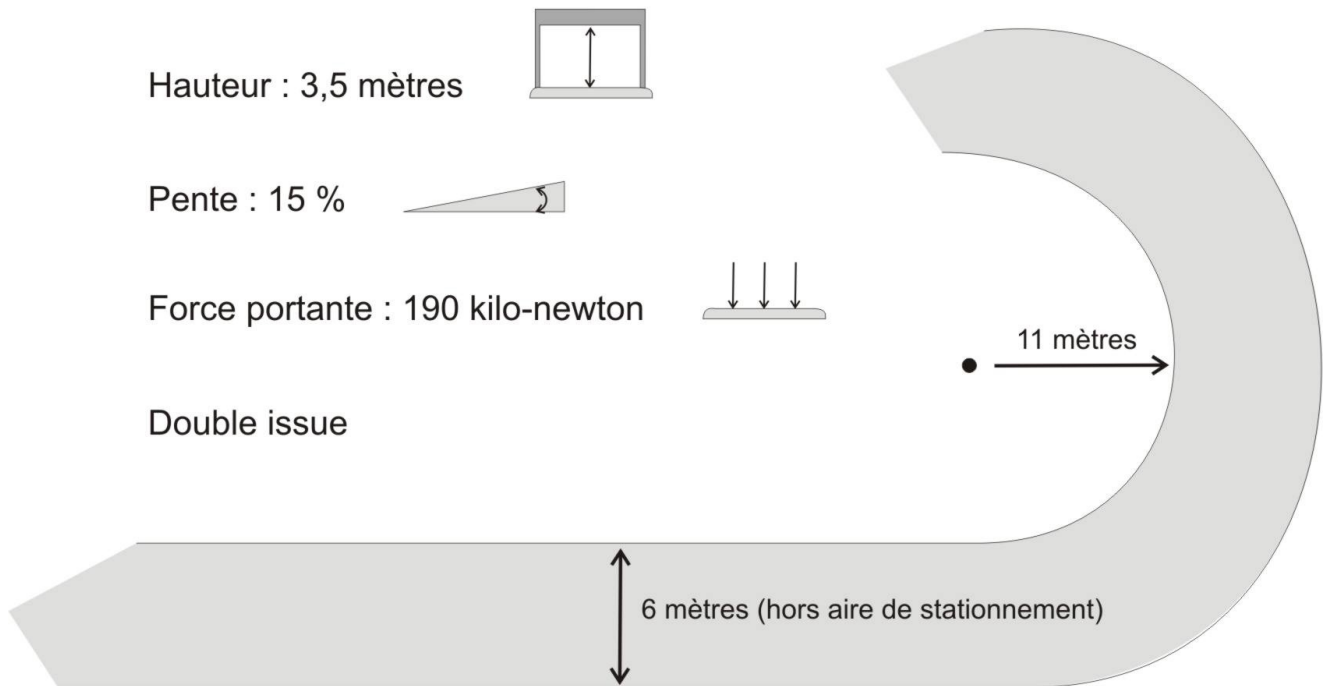 Hauteur : 3,5 mètres
Pente : 15 %
Force portante : 190 kilo-newton
11 mètres
Double issue
6 mètres (hors aire de stationnement)